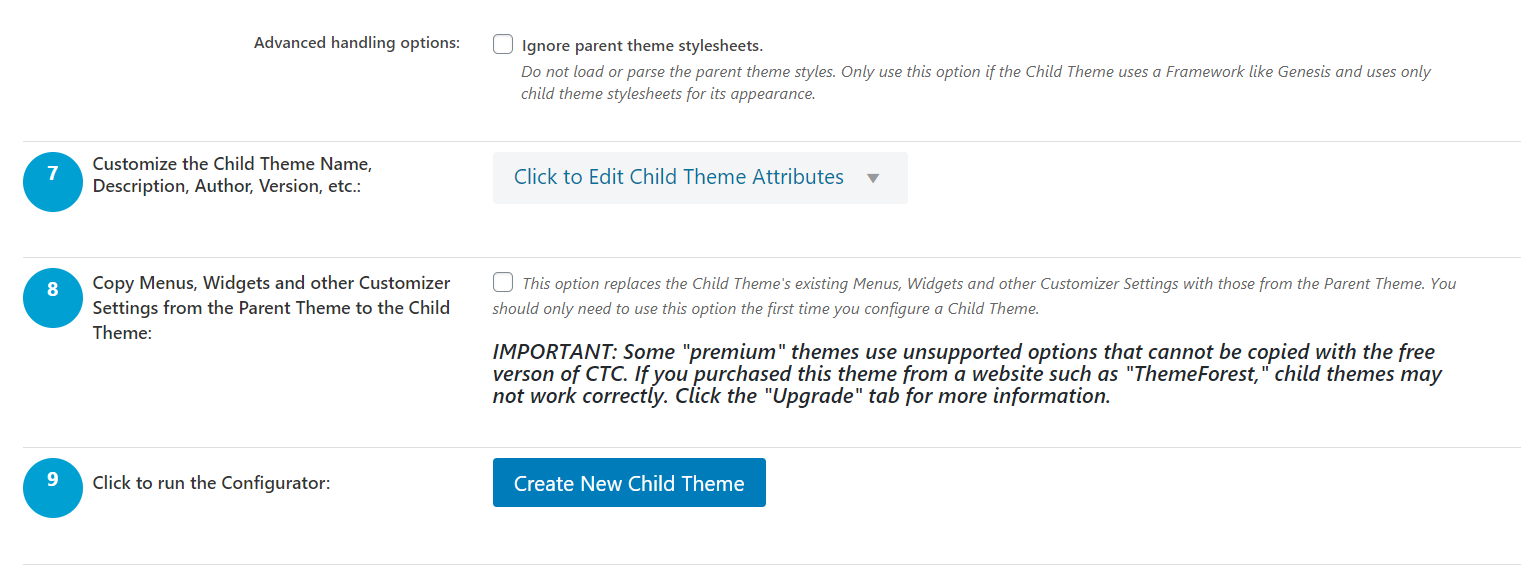 Advanced handling options:
Ignore parent theme stylesheets.
Do not load or parse the parent theme styles. Only use this option if the Child Theme uses a Framework like Genesis and uses only
child theme stylesheets for its appearance.
7
Customize the Child Theme Name,
Description, Author, Version, etc.:
Click to Edit Child Theme Attributes
8
Copy Menus, Widgets and other Customizer
Settings from the Parent Theme to the Child
Theme:
This option replaces the Child Theme's existing Menus, Widgets and other Customizer Settings with those from the Parent Theme. You
should only need to use this option the first time you configure a Child Theme.
IMPORTANT: Some "premium" themes use unsupported options that cannot be copied with the free
verson of CTC. If you purchased this theme from a website such as "ThemeForest," child themes may
not work correctly. Click the "Upgrade" tab for more information.
9
Click to run the Configurator:
Create New Child Theme